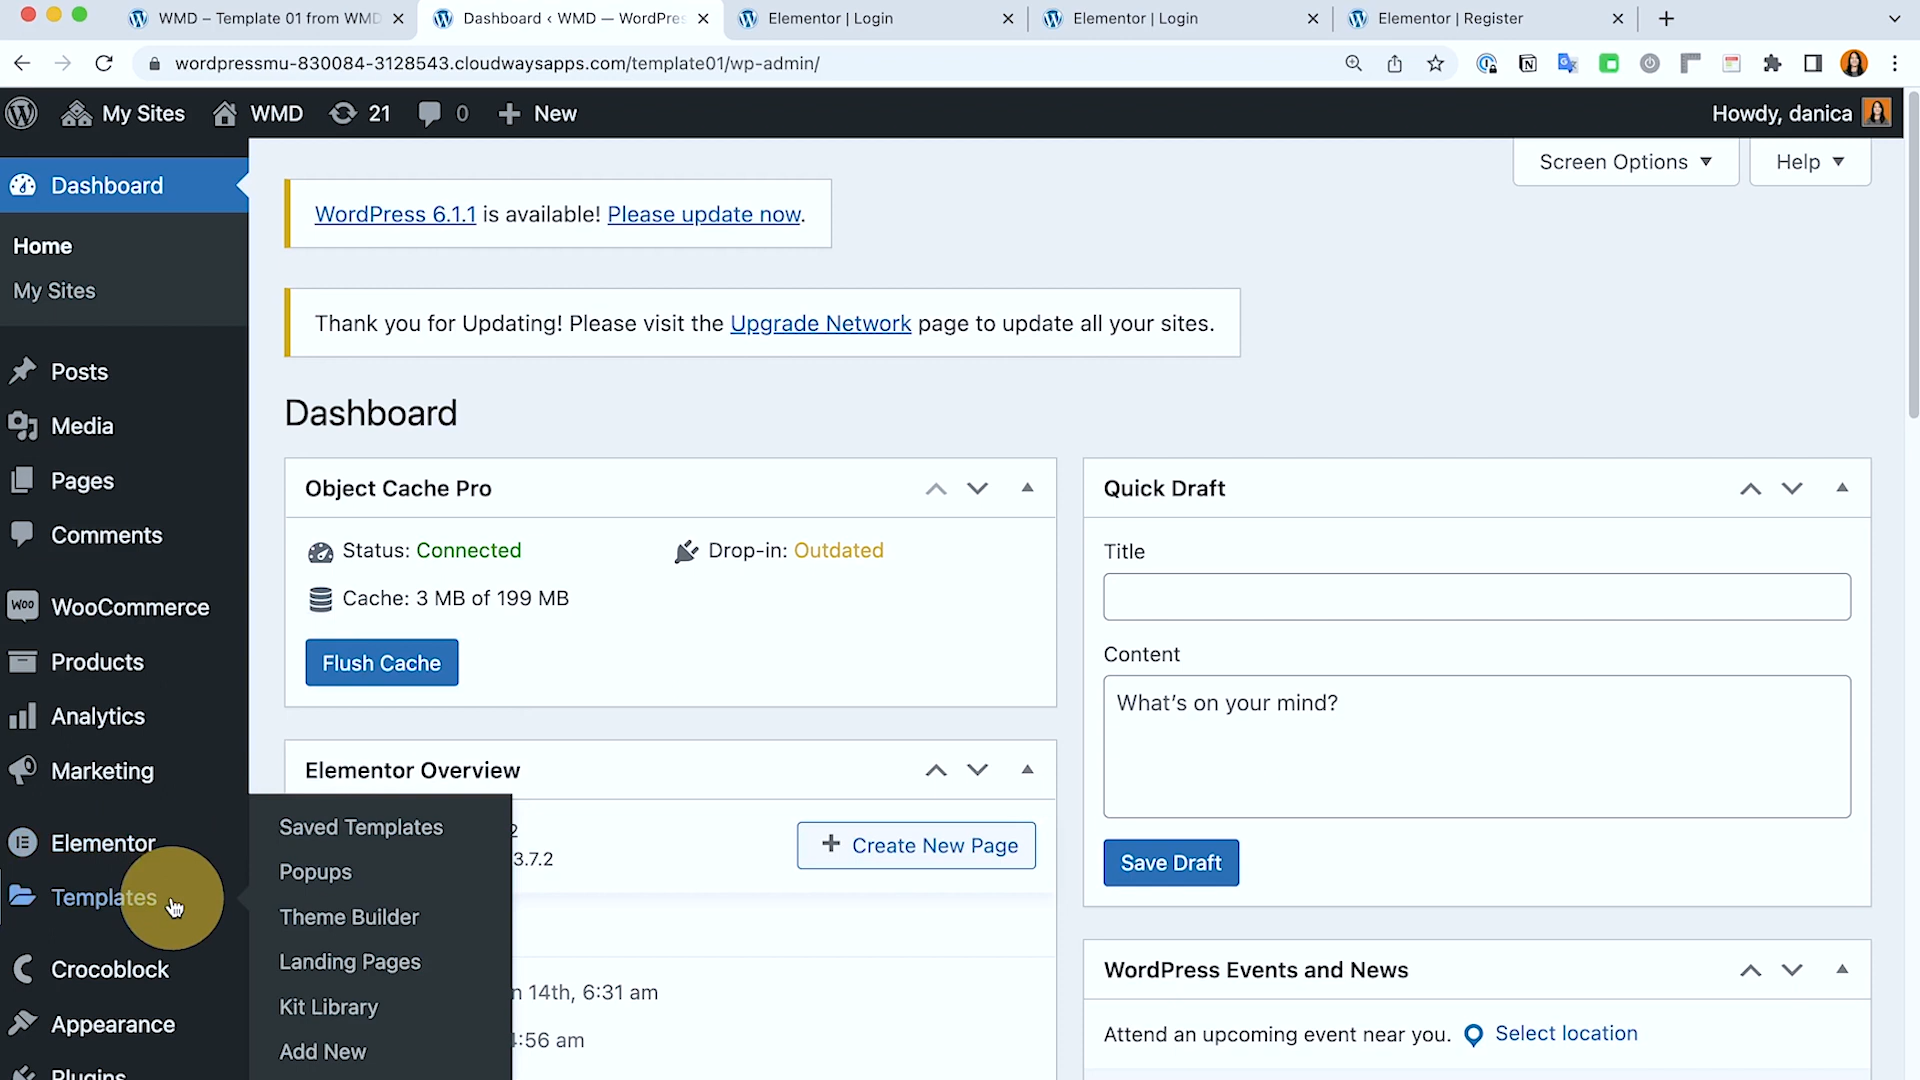 WMD – Template 01 from WMD
Dashboard ‹ WMD — WordPres
Elementor | Login
Elementor | Login
Elementor | Register
wordpressmu-830084-3128543.cloudwaysapps.com/template01/wp-admin/
My Sites
WMD
21
0
New
Howdy, danica
Screen Options
Help
Dashboard
Home
My Sites
Posts
Media
Pages
Comments
WooCommerce
Products
Analytics
Marketing
Elementor
Templates
Crocoblock
Appearance
Plugins
Saved Templates
Popups
Theme Builder
Landing Pages
Kit Library
Add New
WordPress 6.1.1 is available! Please update now.
Thank you for Updating! Please visit the Upgrade Network page to update all your sites.
Dashboard
Object Cache Pro
Status: Connected
Drop-in: Outdated
Cache: 3 MB of 199 MB
Flush Cache
Elementor Overview
3.7.2
Create New Page
14th, 6:31 am
:56 am
Quick Draft
Title
Content
What's on your mind?
Save Draft
WordPress Events and News
Attend an upcoming event near you.
Select location